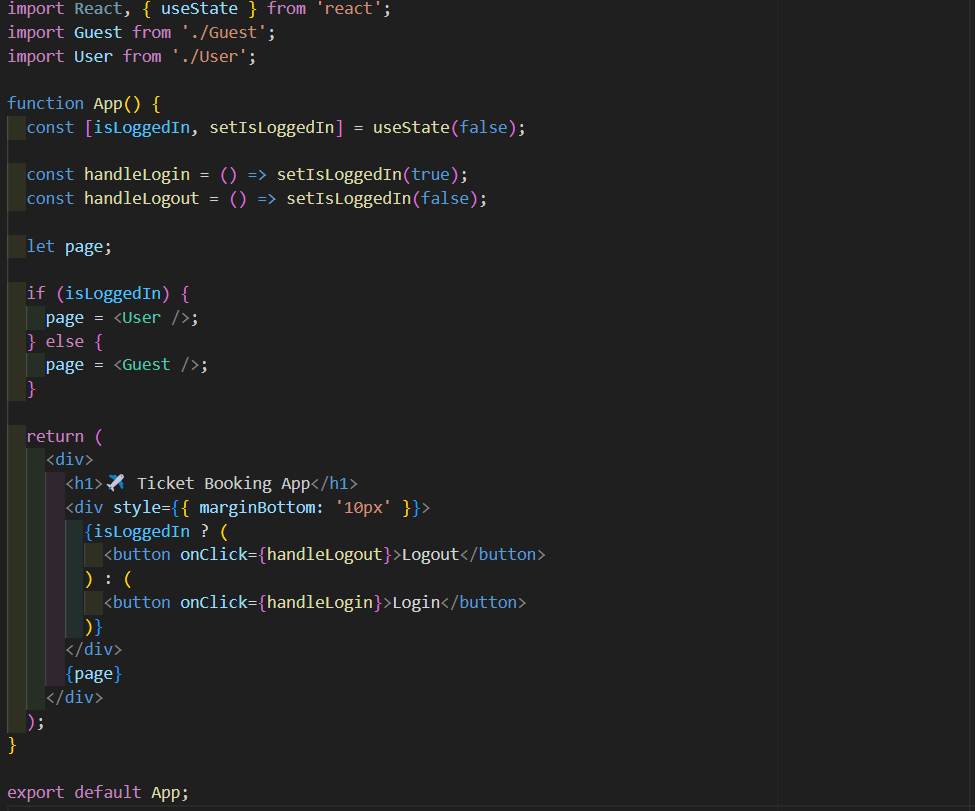 import React, { useState } from 'react';
import Guest from './Guest';
import User from './User';

function App() {
  const [isLoggedIn, setIsLoggedIn] = useState(false);

  const handleLogin = () => setIsLoggedIn(true);
  const handleLogout = () => setIsLoggedIn(false);

  let page;

  if (isLoggedIn) {
    page = <User />;
  } else {
    page = <Guest />;
  }

  return (
    <div>
      <h1>✈️ Ticket Booking App</h1>
      <div style={{ marginBottom: '10px' }}>
        {isLoggedIn ? (
          <button onClick={handleLogout}>Logout</button>
        ) : (
          <button onClick={handleLogin}>Login</button>
        )}
      </div>
      {page}
    </div>
  );
}

export default App;